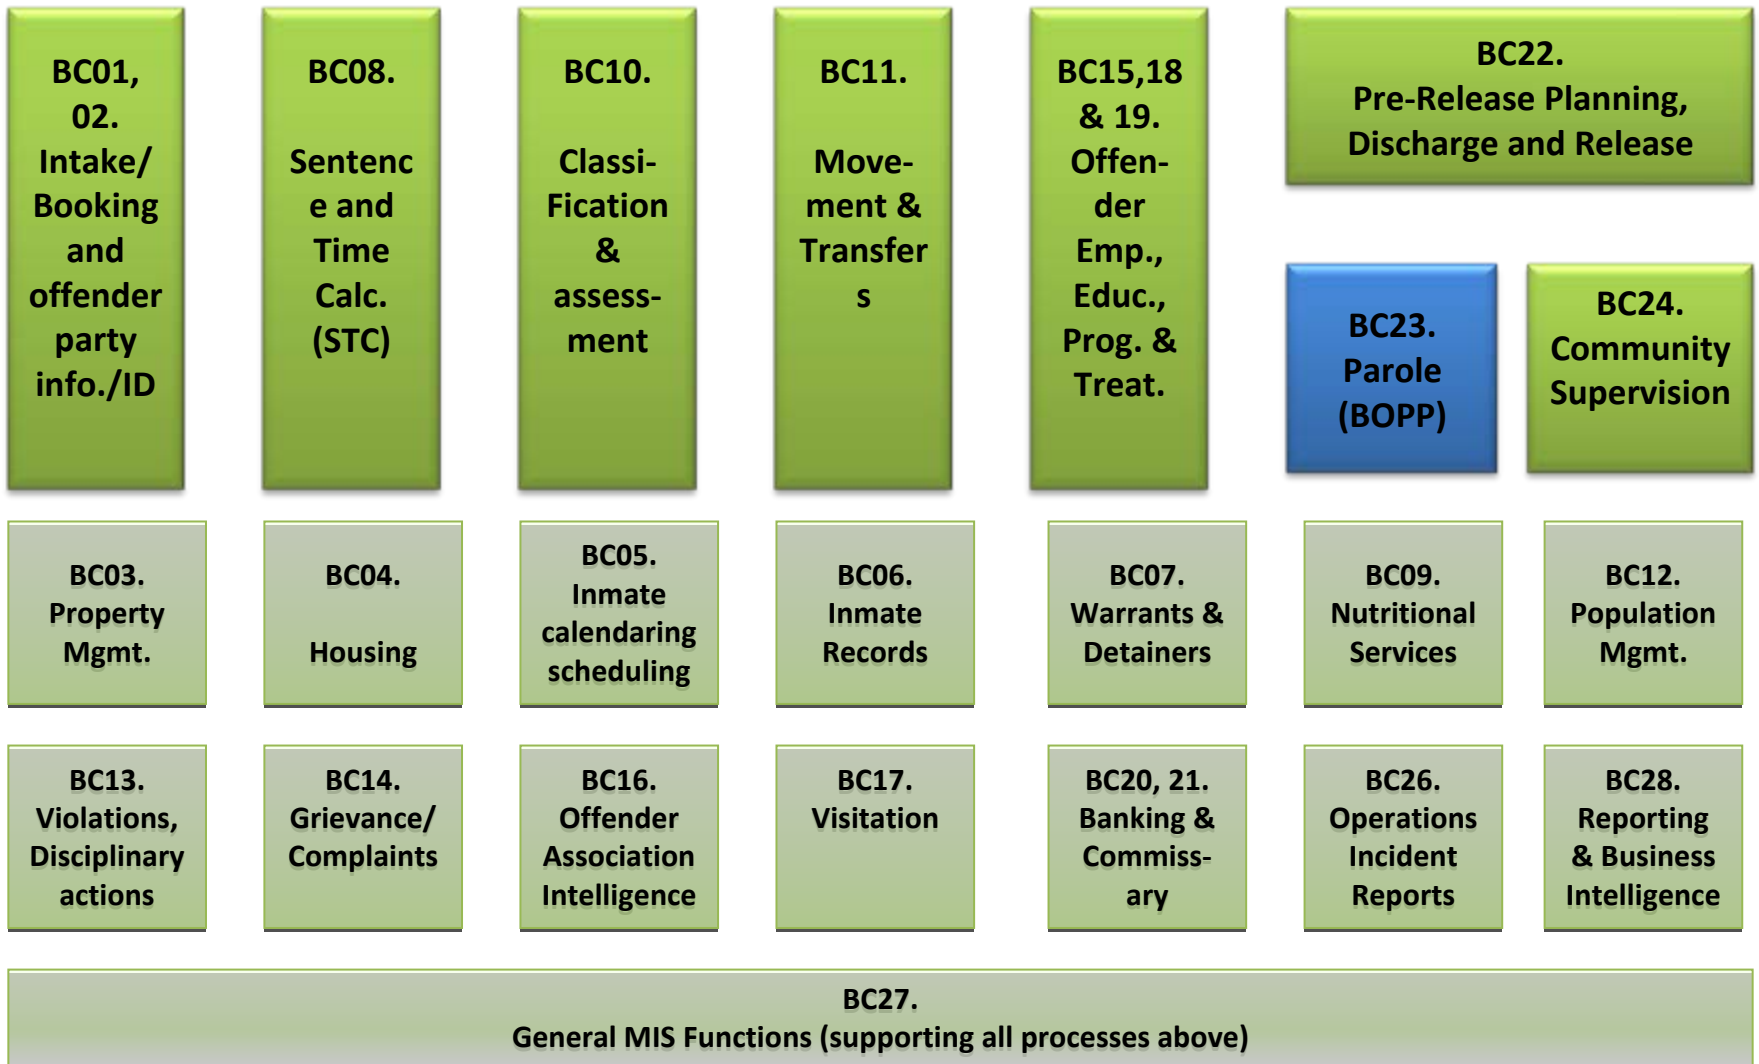 BC01,
02.
Intake/
Booking
and
offender
party
info./ID
BC08.
Sentenc
e and
Time
Calc.
(STC)
BC10.
Classi-
Fication
&
assess-
ment
BC11.
Move-
ment &
Transfer
s
BC15,18
& 19.
Offen-
der
Emp.,
Educ.,
Prog. &
Treat.
BC22.
Pre-Release Planning,
Discharge and Release
BC23.
Parole
(BOPP)
BC24.
Community
Supervision
BC03.
Property
Mgmt.
BC04.
Housing
BC05.
Inmate
calendaring
scheduling
BC06.
Inmate
Records
BC07.
Warrants &
Detainers
BC09.
Nutritional
Services
BC12.
Population
Mgmt.
BC13.
Violations,
Disciplinary
actions
BC14.
Grievance/
Complaints
BC16.
Offender
Association
Intelligence
BC17.
Visitation
BC20, 21.
Banking &
Commiss-
ary
BC26.
Operations
Incident
Reports
BC28.
Reporting
& Business
Intelligence
BC27.
General MIS Functions (supporting all processes above)